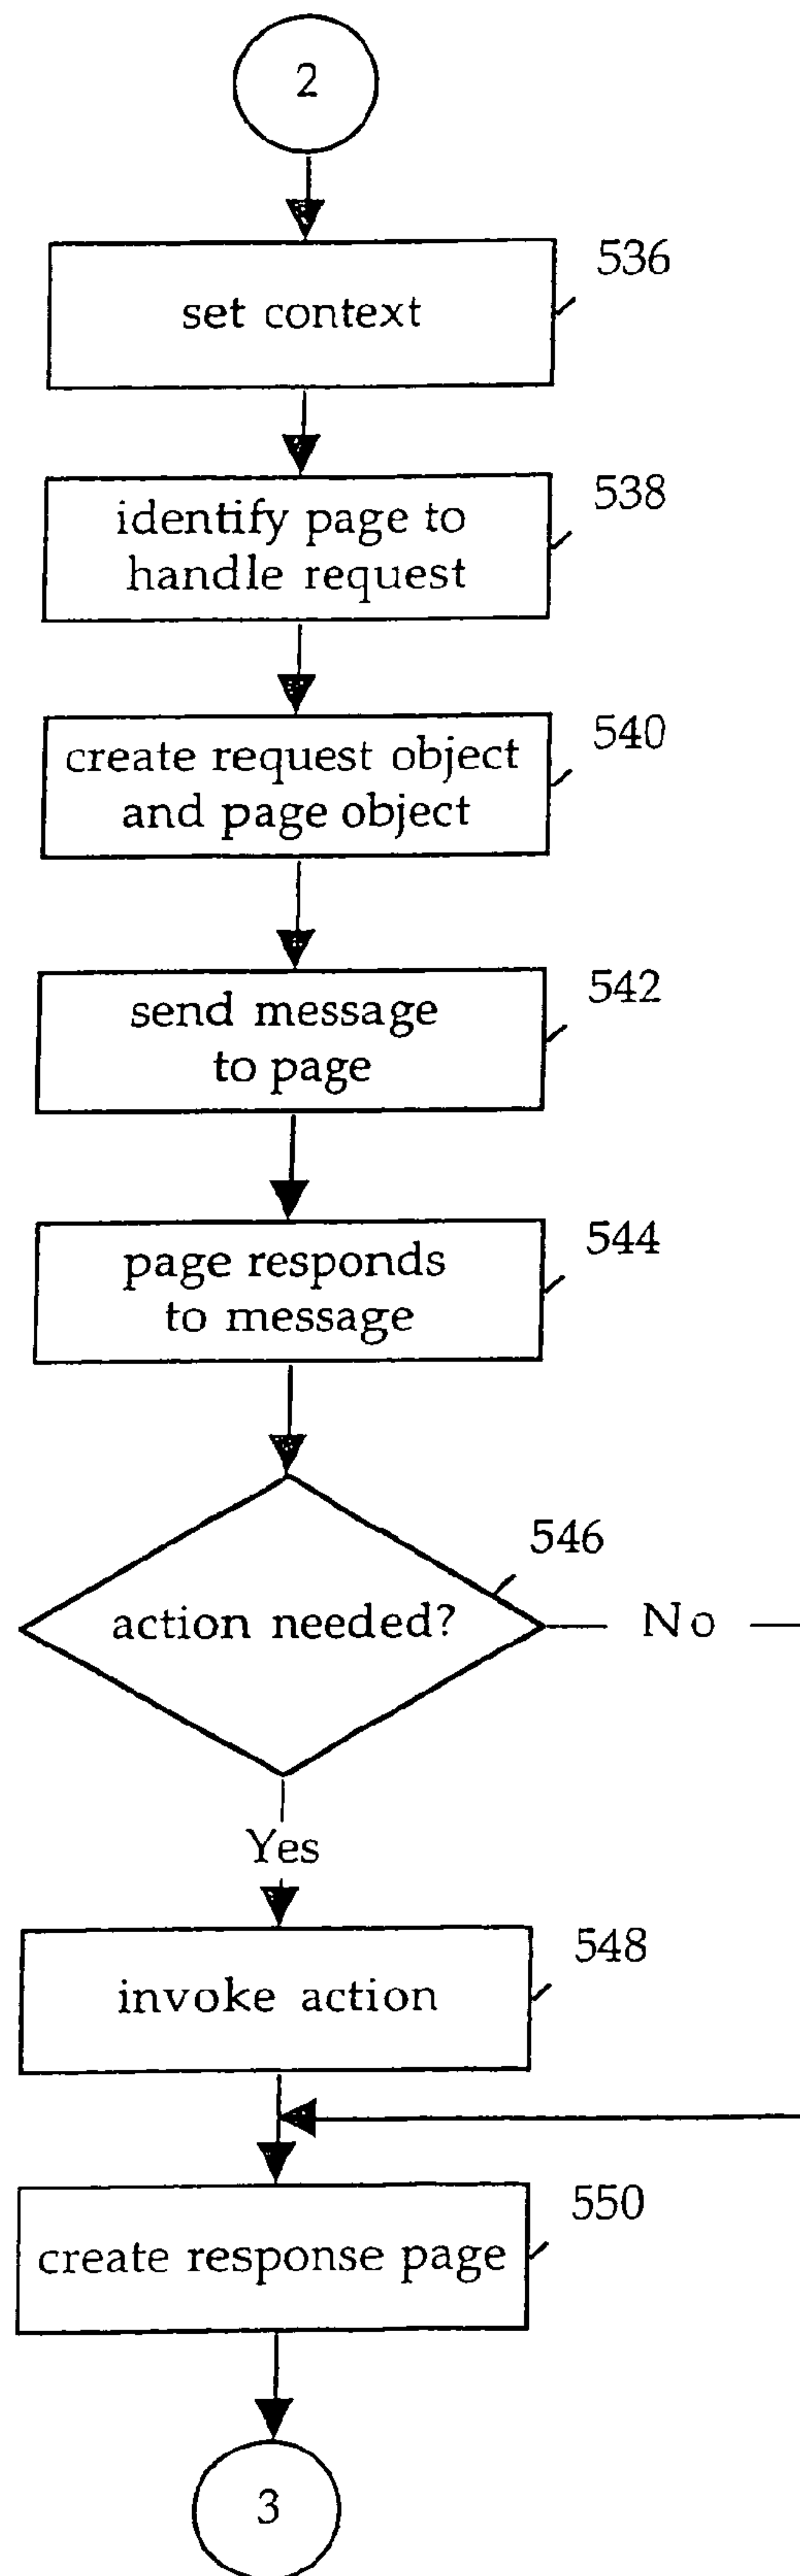 2
536
set context
538
identify page to
handle request
540
create request object
and page object
542
send message
to page
544
page responds
to message
546
action needed?
No
Yes
548
invoke action
550
create response page
3